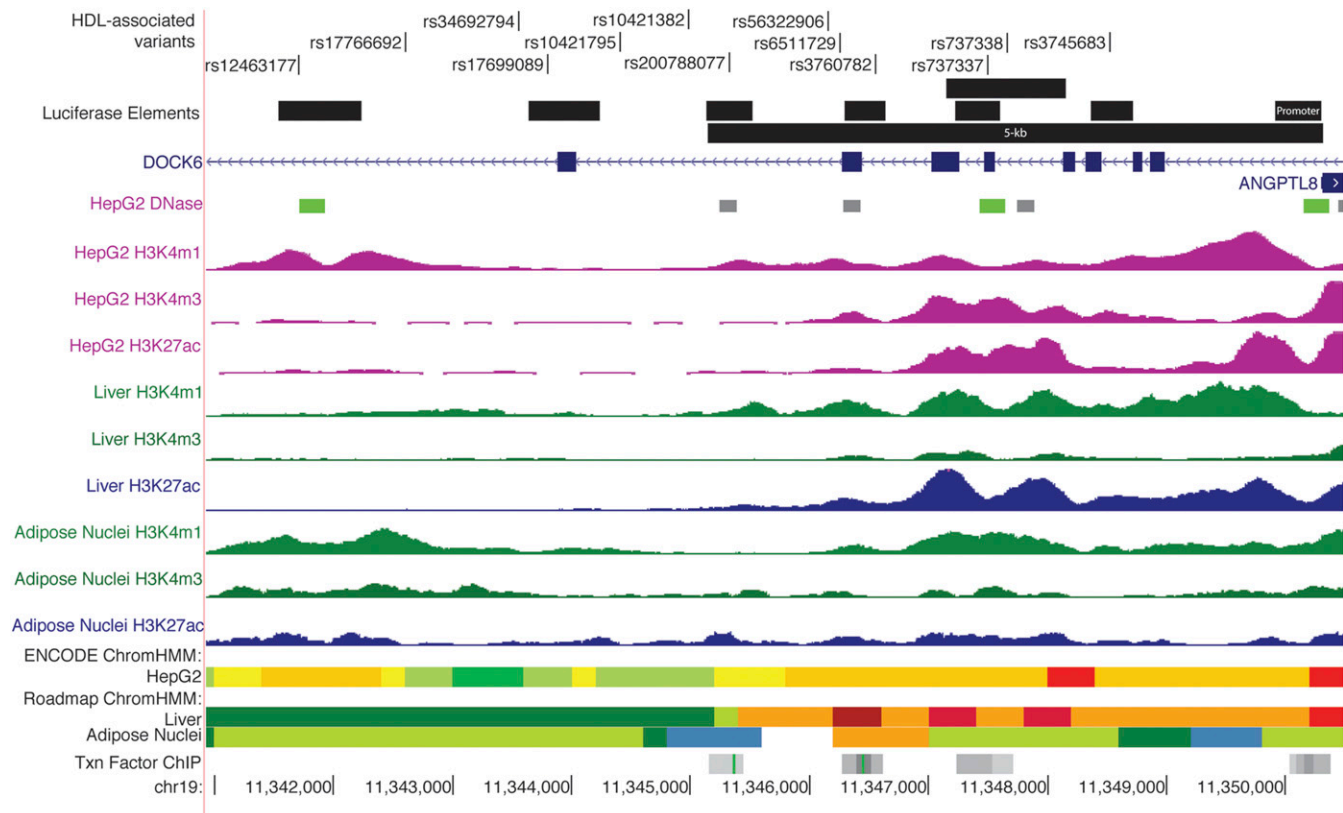 HDL-associated variants
rs34692794
rs10421382
rs56322906
rs17766692
rs10421795
rs6511729
rs737338
rs3745683
rs12463177
rs17699089
rs200788077
rs3760782
rs737337
Luciferase Elements
Promoter
5-kb
DOCK6
ANGPTL8
HepG2 DNase
HepG2 H3K4m1
HepG2 H3K4m3
HepG2 H3K27ac
Liver H3K4m1
Liver H3K4m3
Liver H3K27ac
Adipose Nuclei H3K4m1
Adipose Nuclei H3K4m3
Adipose Nuclei H3K27ac
ENCODE ChromHMM:
HepG2
Roadmap ChromHMM:
Liver
Adipose Nuclei
Txn Factor ChIP
chr19: 11,342,000 11,343,000 11,344,000 11,345,000 11,346,000 11,347,000 11,348,000 11,349,000 11,350,000